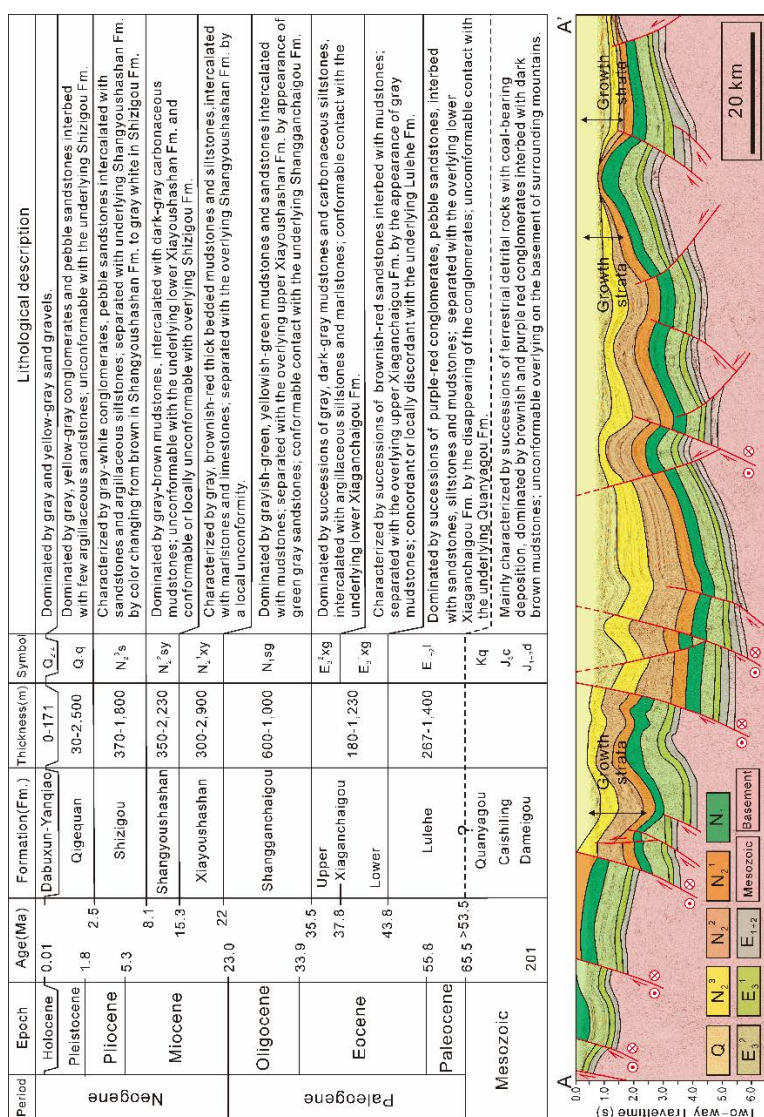 Period Epoch Age(Ma) Formation(Fm.) Thickness(m) Symbol Lithological description
Neogene
Paleogene
Mesozoic
Holocene
Pleistocene
Pliocene
Miocene
Oligocene
Eocene
Paleocene
0.01
1.8
2.5
5.3
8.1
15.3
22
23.0
33.9
35.5
37.8
43.8
55.8
65.5 >53.5
201
Dabuxun-Yanqiao 0-171
Dominated by gray and yellow-gray sand gravels.
Qigequan 30-2,500 Q₁q
Dominated by gray, yellow-gray conglomerates and pebble sandstones interbed
with few argillaceous sandstones; unconformable with the underlying Shizigou Fm.
Shizigou 370-1,800 N₂³s
Characterized by gray-white conglomerates, pebble sandstones intercalated with
sandstones and argillaceous siltstones; separated with underlying Shangyoushashan Fm.
by color changing from brown in Shangyoushashan Fm. to gray white in Shizigou Fm.
Shangyoushashan 350-2,230 N₂²sy
Dominated by gray-brown mudstones, intercalated with dark-gray carbonaceous
mudstones; unconformable with the underlying lower Xiayoushashan Fm. and
conformable or locally unconformable with overlying Shizigou Fm.
Xiayoushashan 300-2,900 N₂¹xy
Characterized by gray, brownish-red thick bedded mudstones and siltstones,intercalated
with marlstones and limestones, separated with the overlying Shangyoushashan Fm. by
a local unconformity.
Shangganchaigou 600-1,000 N₁sg
Dominated by grayish-green, yellowish-green mudstones and sandstones intercalated
with mudstones; separated with the overlying upper Xiayoushashan Fm. by appearance of
green gray sandstones; conformable contact with the underlying Shangganchaigou Fm.
Upper
Xiaganchaigou 180-1,230 E₃²xg
Dominated by successions of gray, dark-gray mudstones and carbonaceous siltstones,
intercalated with argillaceous siltstones and marlstones; conformable contact with the
underlying lower Xiaganchaigou Fm.
Lower E₃¹xg
Characterized by successions of brownish-red sandstones interbed with mudstones;
separated with the overlying upper Xiaganchaigou Fm. by the appearance of gray
mudstones; concordant or locally discordant with the underlying Lulehe Fm.
Lulehe 267-1,400 E₁₊₂l
Dominated by successions of purple-red conglomerates, pebble sandstones, interbed
with sandstones, siltstones and mudstones; separated with the overlying lower
Xiaganchaigou Fm. by the disappearing of the conglomerates; unconformable contact with
the underlying Quanyagou Fm.
?
Quanyagou Kq
Caishiling J₃c
Dameigou J₁₋₂d
Mainly characterized by successions of terrestrial detrital rocks with coal-bearing
deposition, dominated by brownish and purple red conglomerates interbed with dark
brown mudstones; unconformable overlying on the basement of surrounding mountains.
A A'
Two-way Traveltime (s)
0.0
1.0
2.0
3.0
4.0
5.0
6.0
Growth
strata
Growth
strata
Growth
strata
20 km
Q N₂³ N₂² N₂¹ N₁
E₃² E₃¹ E₁₊₂ Mesozoic Basement